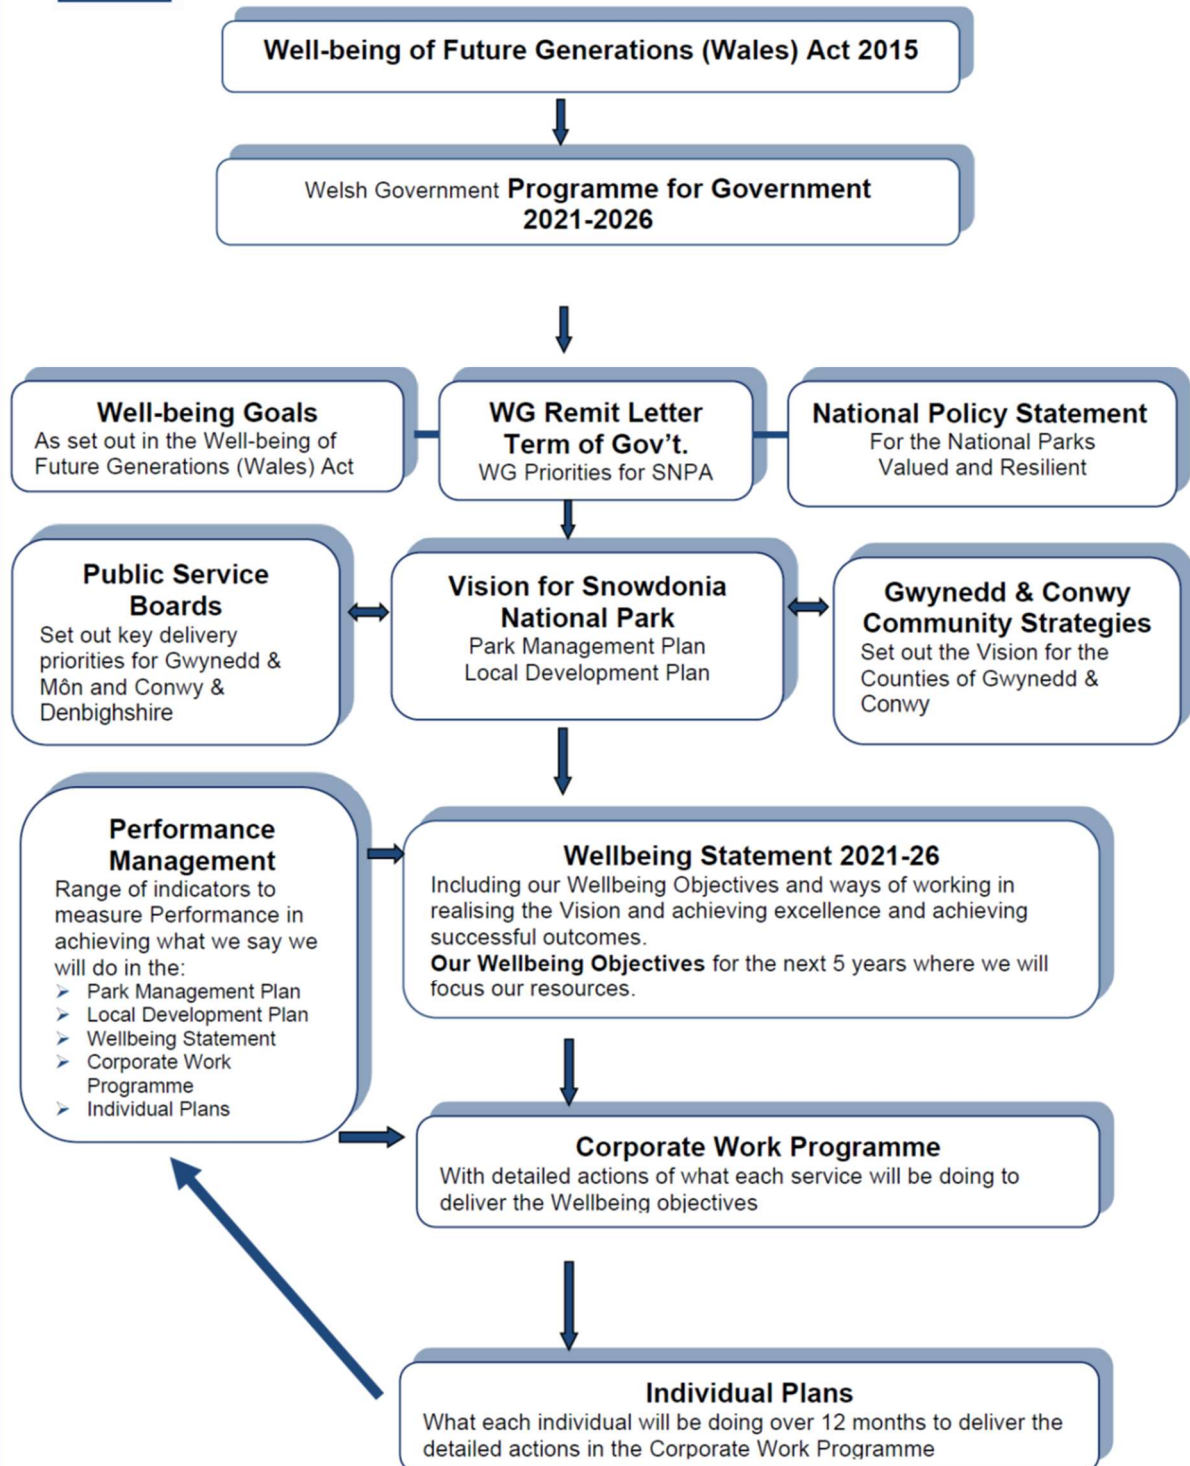 Well-being of Future Generations (Wales) Act 2015
Welsh Government Programme for Government
2021-2026
Well-being Goals
As set out in the Well-being of
Future Generations (Wales) Act
WG Remit Letter
Term of Gov't.
WG Priorities for SNPA
National Policy Statement
For the National Parks
Valued and Resilient
Public Service
Boards
Set out key delivery
priorities for Gwynedd &
Môn and Conwy &
Denbighshire
Vision for Snowdonia
National Park
Park Management Plan
Local Development Plan
Gwynedd & Conwy
Community Strategies
Set out the Vision for the
Counties of Gwynedd &
Conwy
Performance
Management
Range of indicators to
measure Performance in
achieving what we say we
will do in the:
➢ Park Management Plan
➢ Local Development Plan
➢ Wellbeing Statement
➢ Corporate Work
Programme
➢ Individual Plans
Wellbeing Statement 2021-26
Including our Wellbeing Objectives and ways of working in
realising the Vision and achieving excellence and achieving
successful outcomes.
Our Wellbeing Objectives for the next 5 years where we will
focus our resources.
Corporate Work Programme
With detailed actions of what each service will be doing to
deliver the Wellbeing objectives
Individual Plans
What each individual will be doing over 12 months to deliver the
detailed actions in the Corporate Work Programme